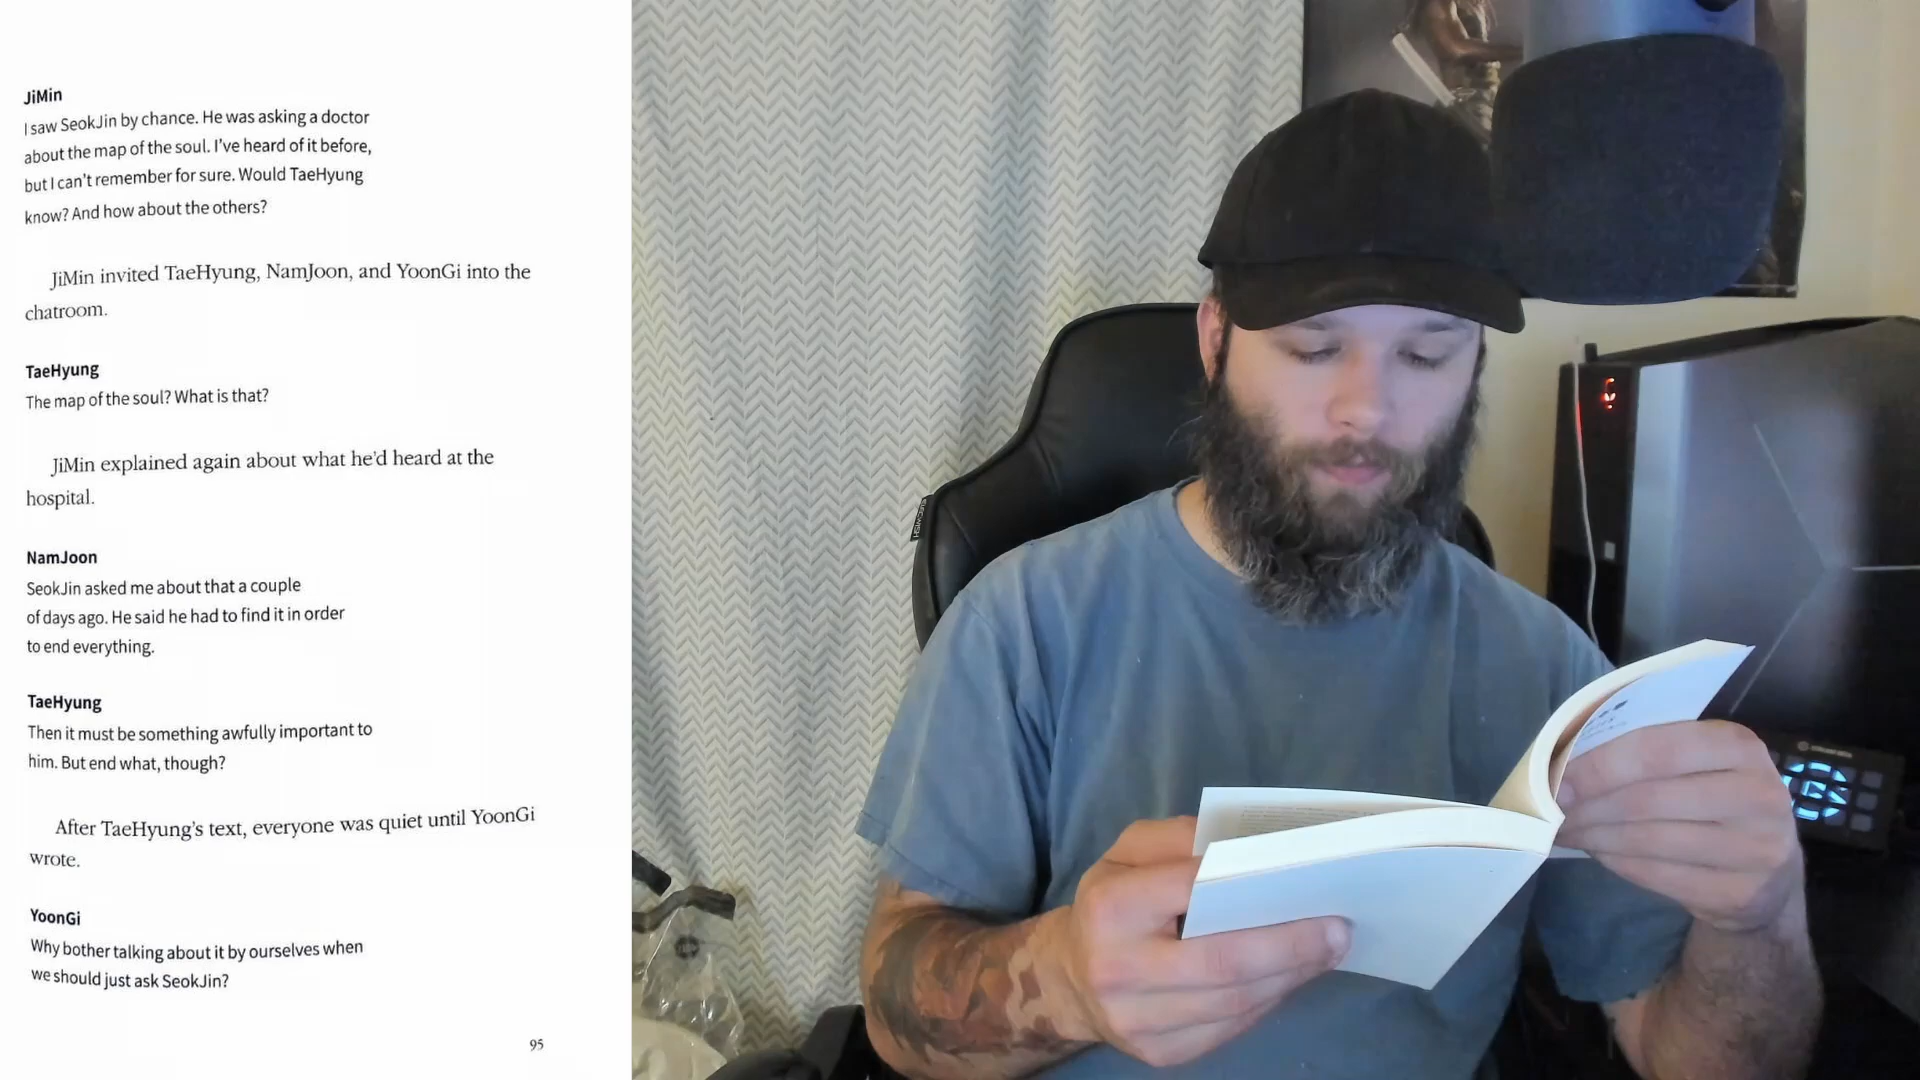 JiMin
I saw SeokJin by chance. He was asking a doctor
about the map of the soul. I've heard of it before,
but I can't remember for sure. Would TaeHyung
know? And how about the others?
JiMin invited TaeHyung, NamJoon, and YoonGi into the
chatroom.
TaeHyung
The map of the soul? What is that?
JiMin explained again about what he'd heard at the
hospital.
NamJoon
SeokJin asked me about that a couple
of days ago. He said he had to find it in order
to end everything.
TaeHyung
Then it must be something awfully important to
him. But end what, though?
After TaeHyung's text, everyone was quiet until YoonGi
wrote.
YoonGi
Why bother talking about it by ourselves when
we should just ask SeokJin?
95